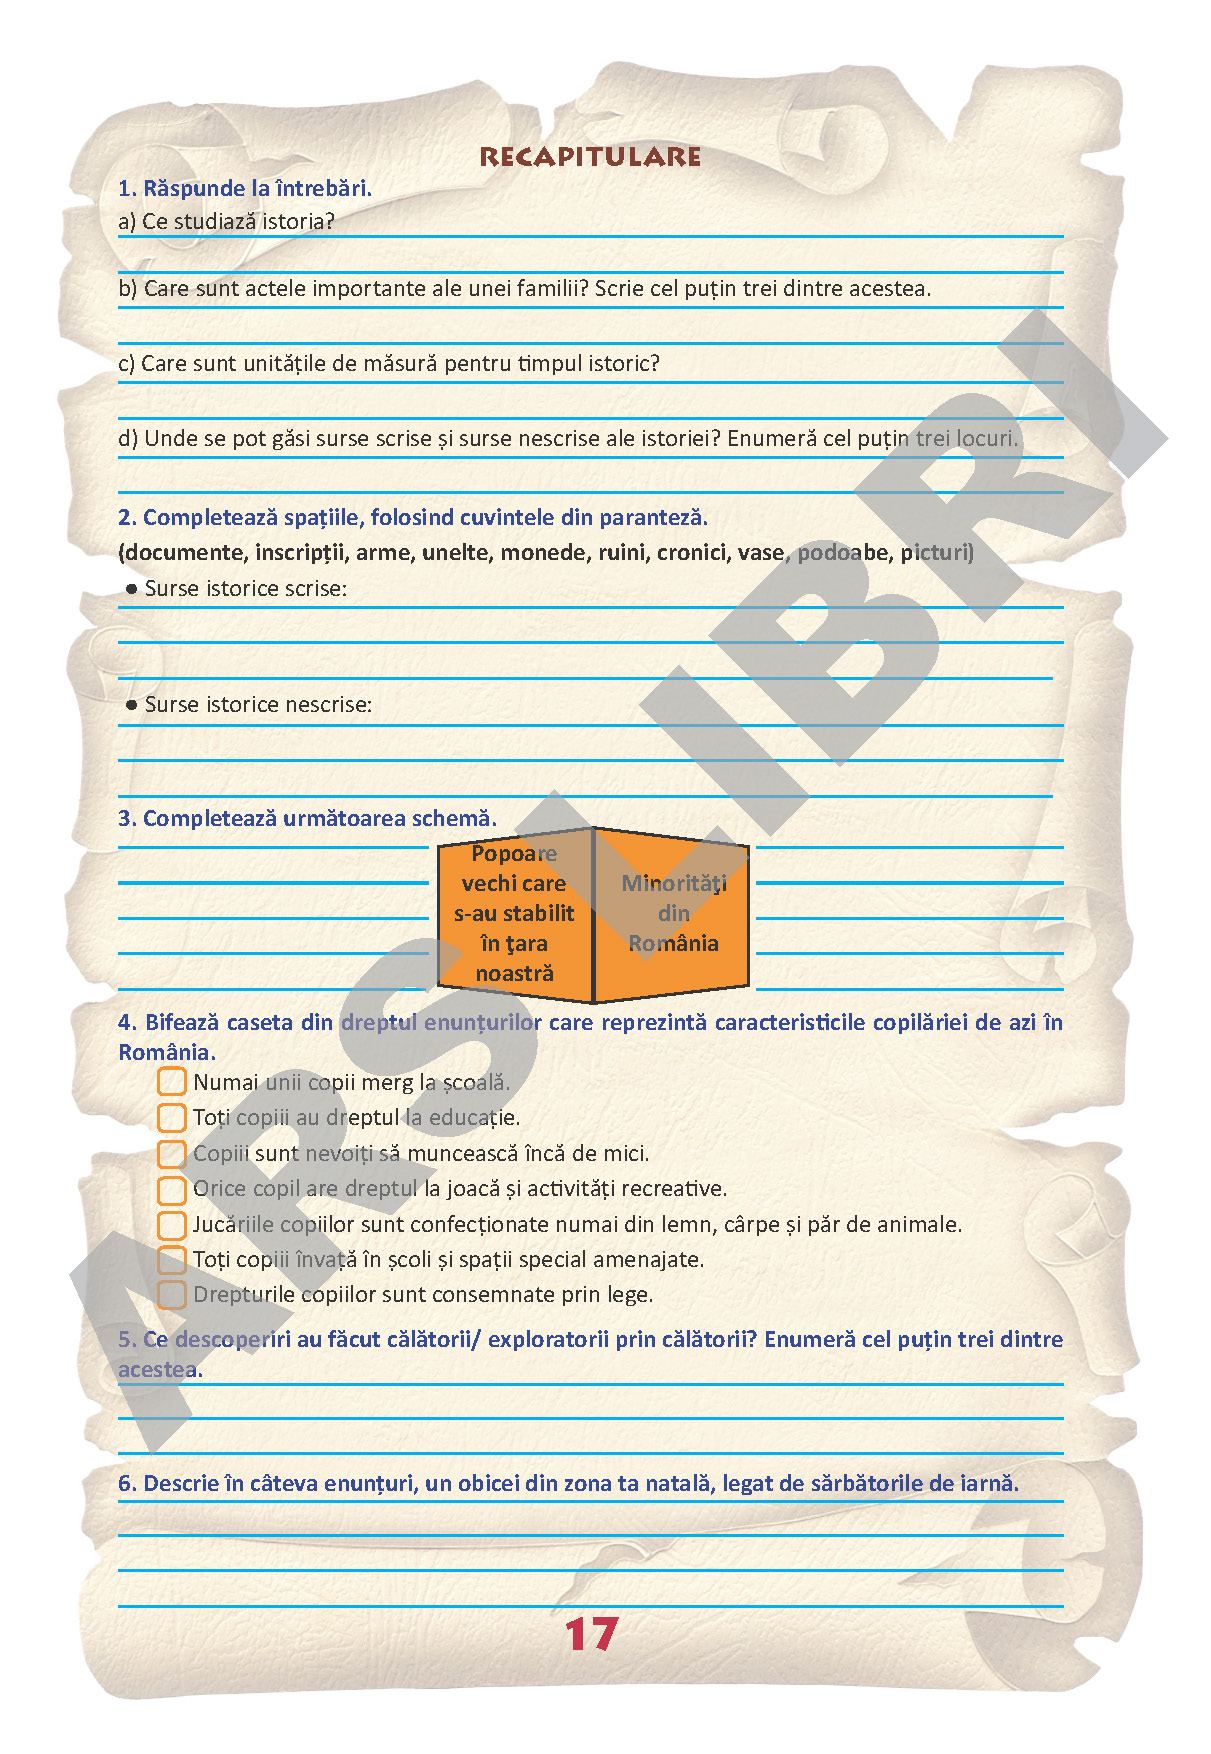 RECAPITULARE
1. Răspunde la întrebări.
a) Ce studiază istoria?
b) Care sunt actele importante ale unei familii? Scrie cel puțin trei dintre acestea.
c) Care sunt unitățile de măsură pentru timpul istoric?
d) Unde se pot găsi surse scrise și surse nescrise ale istoriei? Enumeră cel puțin trei locuri.
2. Completează spațiile, folosind cuvintele din paranteză.
(documente, inscripții, arme, unelte, monede, ruini, cronici, vase, podoabe, picturi)
● Surse istorice scrise:
● Surse istorice nescrise:
3. Completează următoarea schemă.
Popoare
vechi care
s-au stabilit
în ţara
noastră
Minorităţi
din
România
4. Bifează caseta din dreptul enunțurilor care reprezintă caracteristicile copilăriei de azi în
România.
Numai unii copii merg la școală.
Toți copiii au dreptul la educație.
Copiii sunt nevoiți să muncească încă de mici.
Orice copil are dreptul la joacă și activități recreative.
Jucăriile copiilor sunt confecționate numai din lemn, cârpe și păr de animale.
Toți copiii învață în școli și spații special amenajate.
Drepturile copiilor sunt consemnate prin lege.
5. Ce descoperiri au făcut călătorii/ exploratorii prin călătorii? Enumeră cel puțin trei dintre
acestea.
6. Descrie în câteva enunțuri, un obicei din zona ta natală, legat de sărbătorile de iarnă.
17
ARS LIBRI